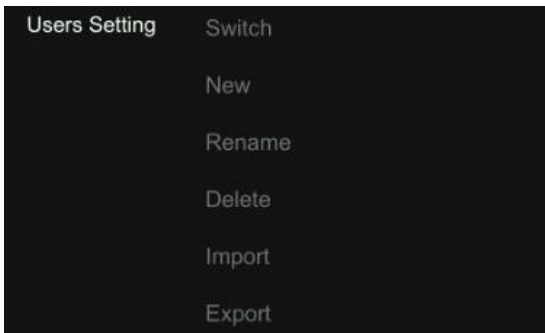 Users Setting Switch
New
Rename
Delete
Import
Export